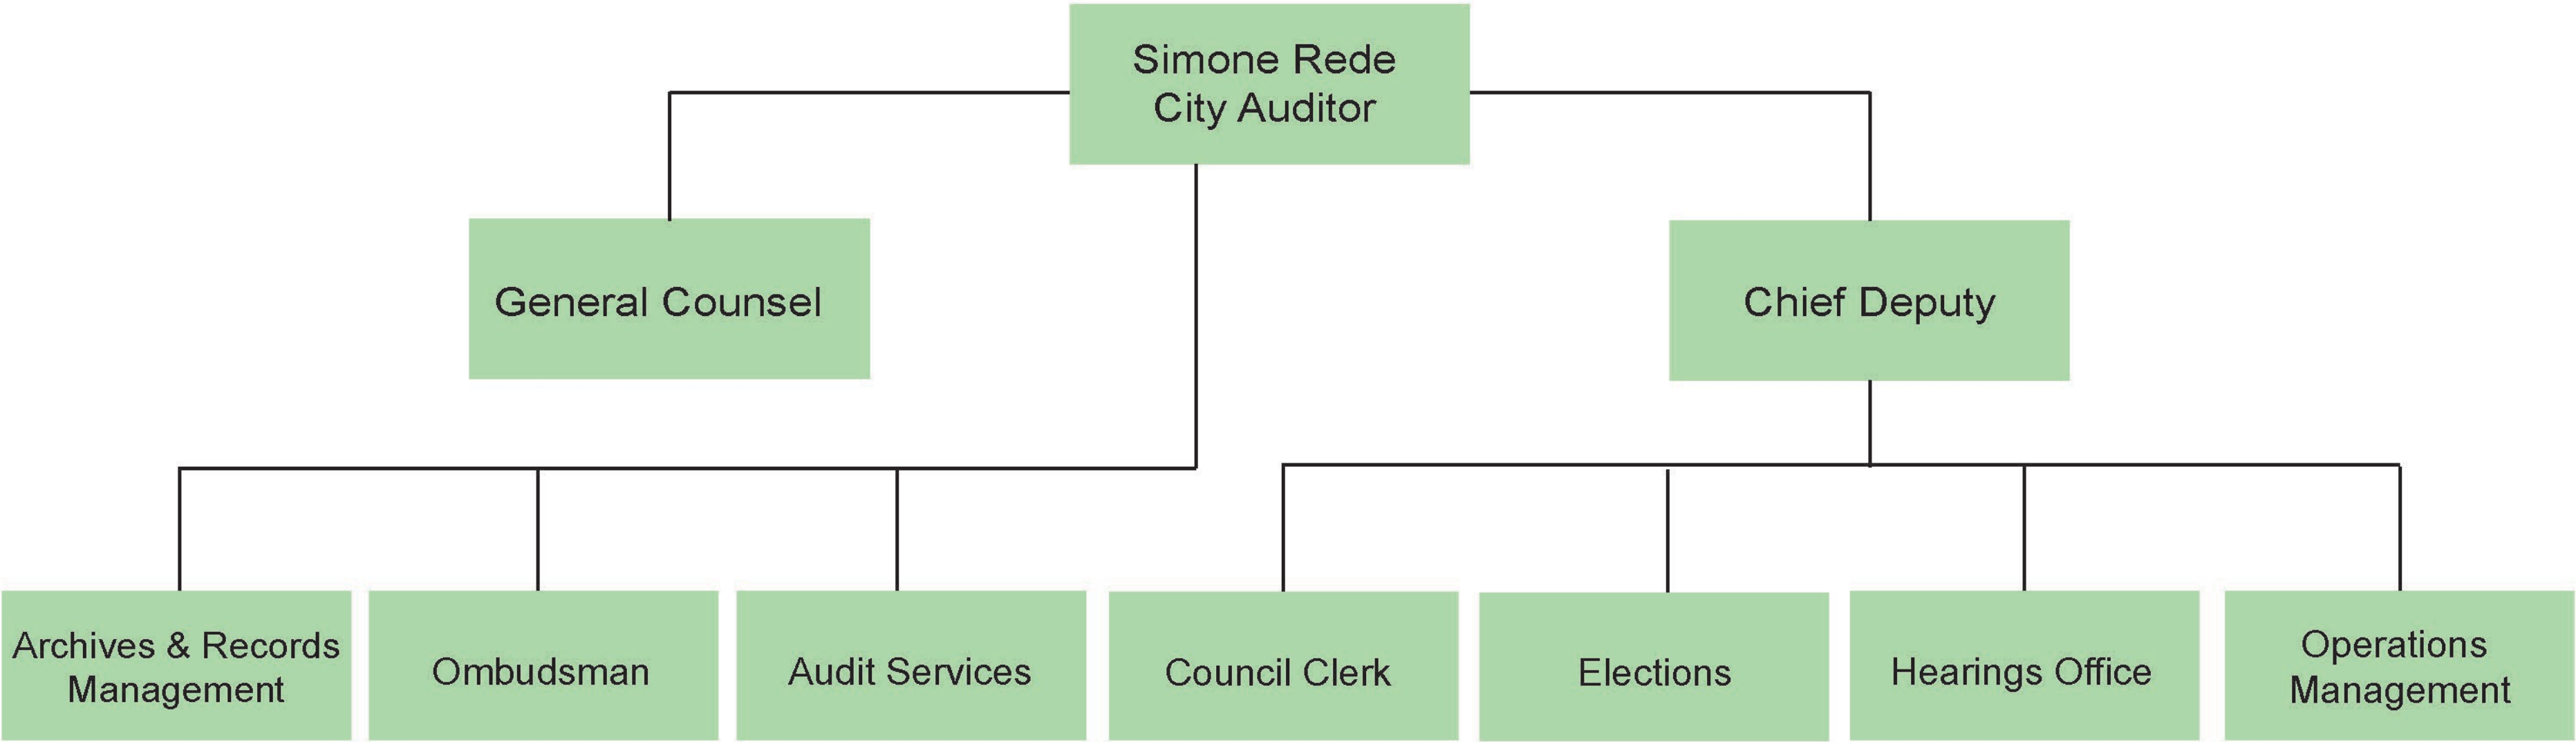 Simone Rede
City Auditor
General Counsel
Chief Deputy
Archives & Records
Management
Ombudsman
Audit Services
Council Clerk
Elections
Hearings Office
Operations
Management